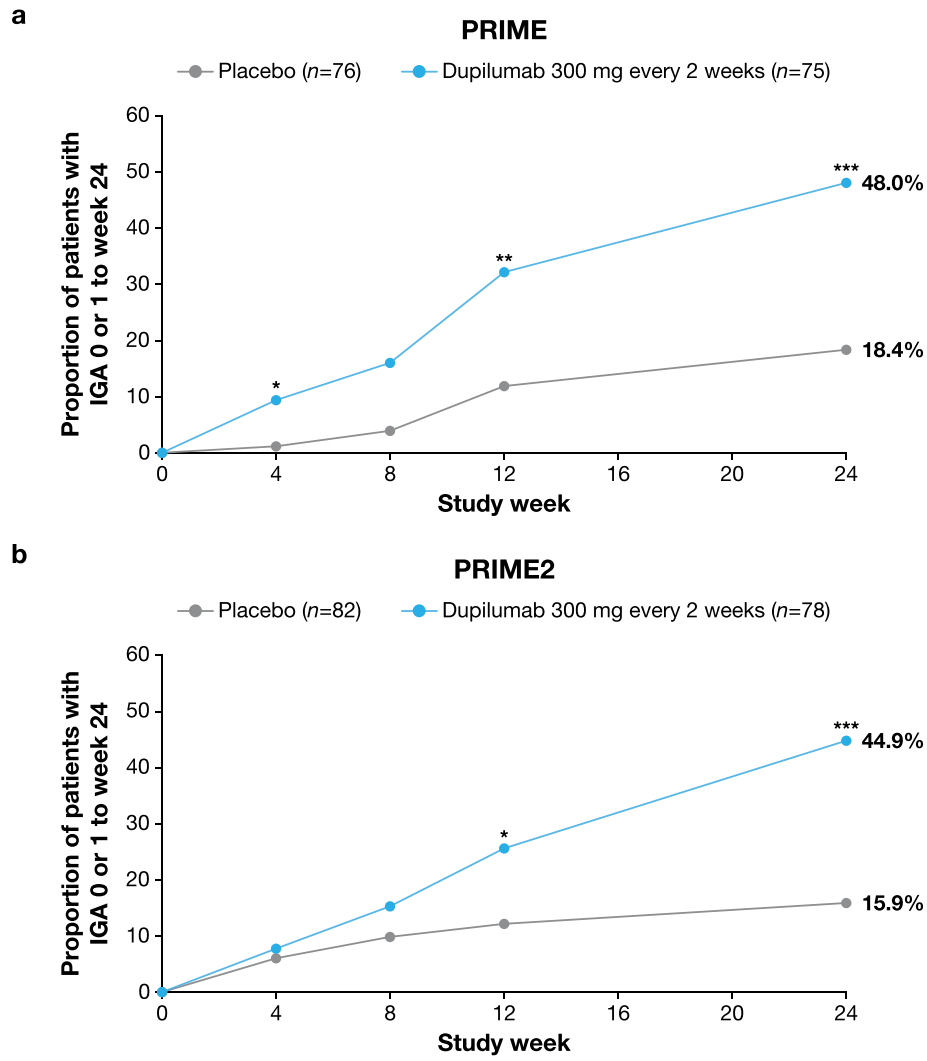 a
PRIME
Placebo (n=76)
Dupilumab 300 mg every 2 weeks (n=75)
Proportion of patients with
IGA 0 or 1 to week 24
60
50
40
30
20
10
0
*
**
***
48.0%
18.4%
0 4 8 12 16 20 24
Study week
b
PRIME2
Placebo (n=82)
Dupilumab 300 mg every 2 weeks (n=78)
Proportion of patients with
IGA 0 or 1 to week 24
60
50
40
30
20
10
0
*
***
44.9%
15.9%
0 4 8 12 16 20 24
Study week